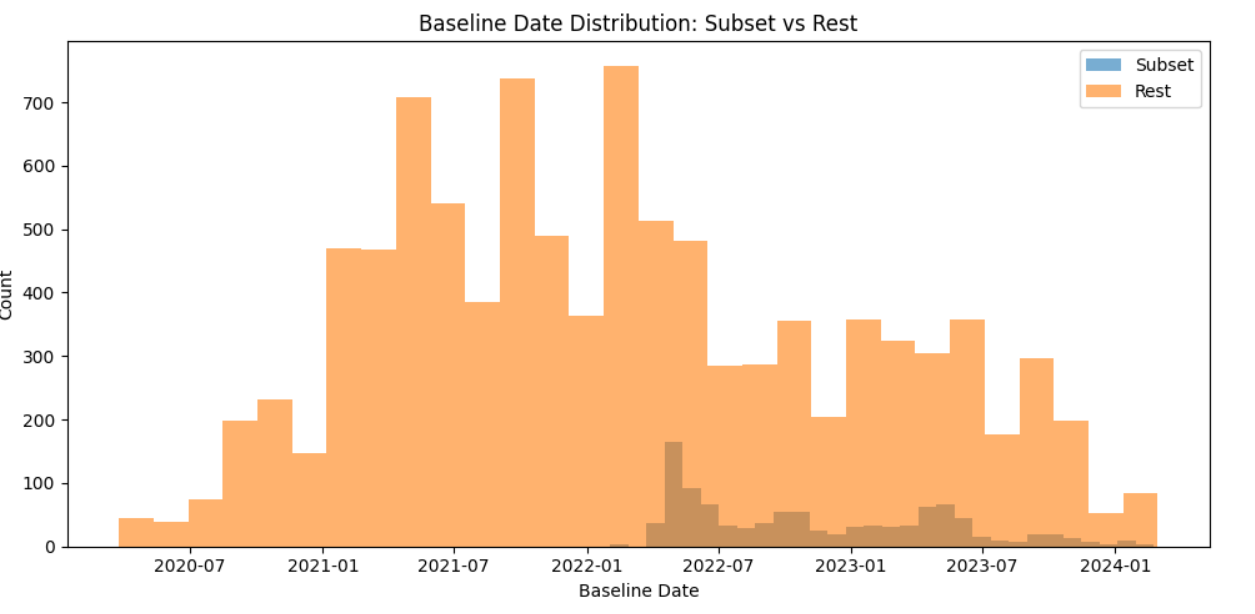 Baseline Date Distribution: Subset vs Rest
Subset
Rest
700
600
500
400
300
200
100
0
Count
2020-07 2021-01 2021-07 2022-01 2022-07 2023-01 2023-07 2024-01
Baseline Date